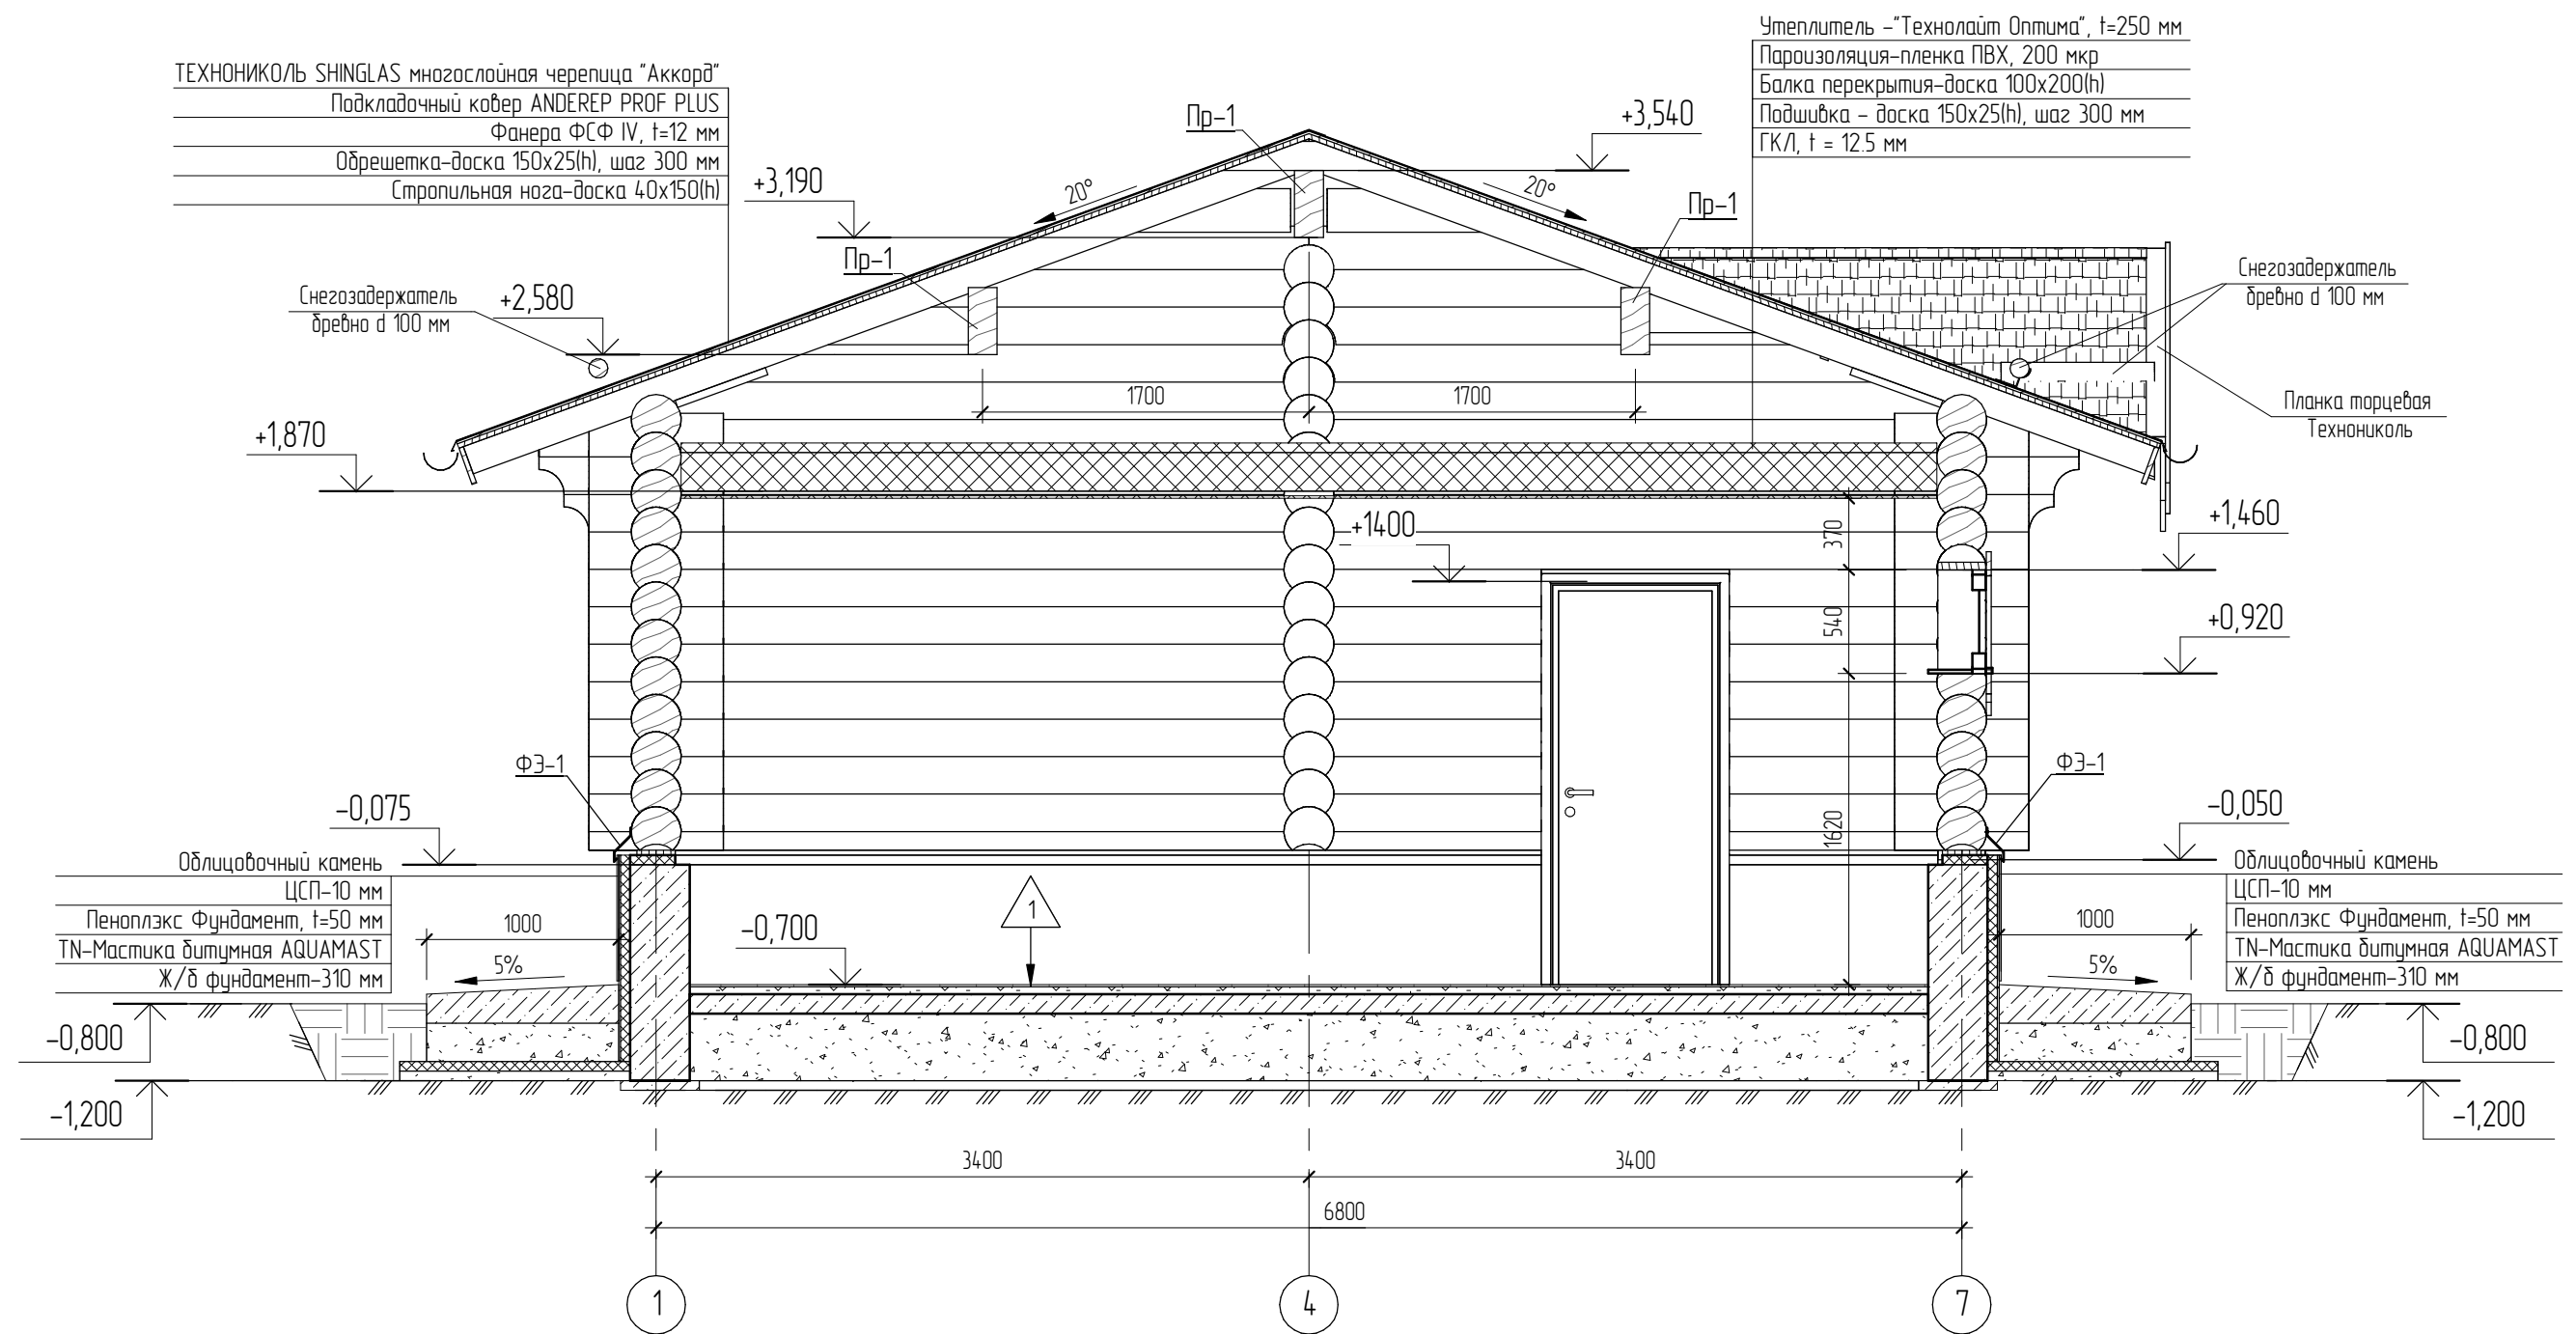 ТЕХНОНИКОЛЬ SHINGLAS многослойная черепица "Аккорд"
Подкладочный ковер ANDEREP PROF PLUS
Фанера ФСФ IV, t=12 мм
Обрешетка-доска 150x25(h), шаг 300 мм
Стропильная нога-доска 40x150(h)
Утеплитель -"Технолайт Оптима", t=250 мм
Пароизоляция-пленка ПВХ, 200 мкр
Балка перекрытия-доска 100x200(h)
Подшивка - доска 150x25(h), шаг 300 мм
ГКЛ, t = 12.5 мм
Пр-1
+3,540
+3,190
20°
20°
Пр-1
Пр-1
Снегозадержатель
бревно d 100 мм
+2,580
Снегозадержатель
бревно d 100 мм
1700
1700
Планка торцевая
Технониколь
+1,870
+1400
370
+1,460
540
+0,920
ФЭ-1
ФЭ-1
-0,075
1620
-0,050
Облицовочный камень
ЦСП-10 мм
Пеноплэкс Фундамент, t=50 мм
TN-Мастика битумная AQUAMAST
Ж/б фундамент-310 мм
1000
5%
1
-0,700
1000
5%
Облицовочный камень
ЦСП-10 мм
Пеноплэкс Фундамент, t=50 мм
TN-Мастика битумная AQUAMAST
Ж/б фундамент-310 мм
-0,800
-0,800
-1,200
-1,200
3400
3400
6800
1
4
7